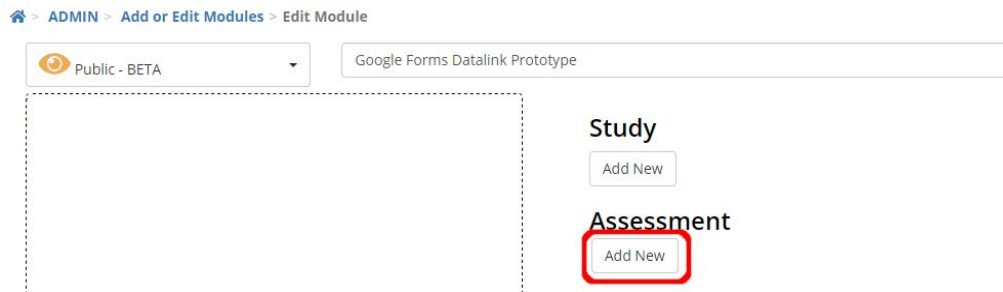 > ADMIN > Add or Edit Modules > Edit Module
Public - BETA
Google Forms Datalink Prototype
Study
Add New
Assessment
Add New